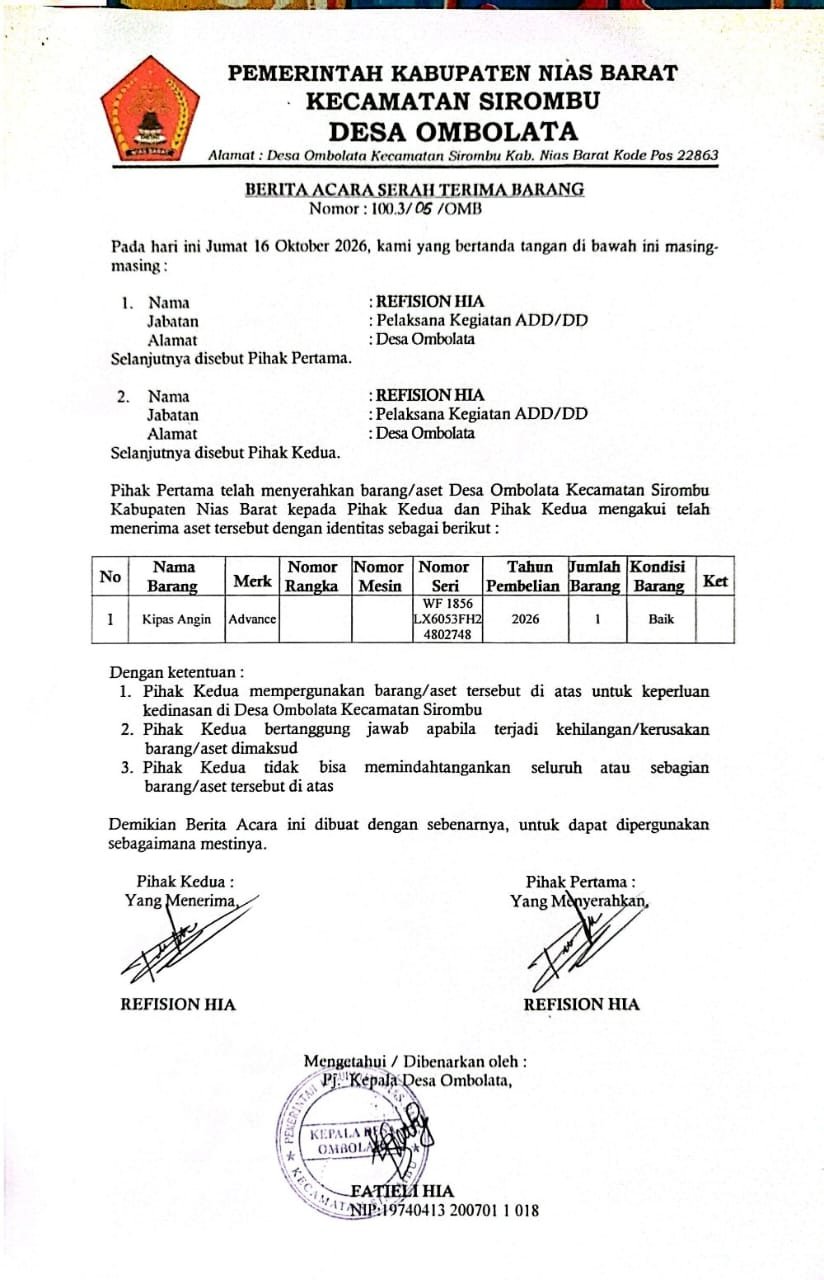 PEMERINTAH KABUPATEN NIAS BARAT
KECAMATAN SIROMBU
DESA OMBOLATA
NIAS BARAT
Alamat : Desa Ombolata Kecamatan Sirombu Kab. Nias Barat Kode Pos 22863
BERITA ACARA SERAH TERIMA BARANG
Nomor : 100.3/ 05 /OMB
Pada hari ini Jumat 16 Oktober 2026, kami yang bertanda tangan di bawah ini masing-
masing :
1. Nama : REFISION HIA
Jabatan : Pelaksana Kegiatan ADD/DD
Alamat : Desa Ombolata
Selanjutnya disebut Pihak Pertama.
2. Nama : REFISION HIA
Jabatan : Pelaksana Kegiatan ADD/DD
Alamat : Desa Ombolata
Selanjutnya disebut Pihak Kedua.
Pihak Pertama telah menyerahkan barang/aset Desa Ombolata Kecamatan Sirombu
Kabupaten Nias Barat kepada Pihak Kedua dan Pihak Kedua mengakui telah
menerima aset tersebut dengan identitas sebagai berikut :
No Nama Barang Merk Nomor Rangka Nomor Mesin Nomor Seri Tahun Pembelian Jumlah Barang Kondisi Barang Ket
1 Kipas Angin Advance WF 1856 LX6053FH2 4802748 2026 1 Baik
Dengan ketentuan :
1. Pihak Kedua mempergunakan barang/aset tersebut di atas untuk keperluan
kedinasan di Desa Ombolata Kecamatan Sirombu
2. Pihak Kedua bertanggung jawab apabila terjadi kehilangan/kerusakan
barang/aset dimaksud
3. Pihak Kedua tidak bisa memindahtangankan seluruh atau sebagian
barang/aset tersebut di atas
Demikian Berita Acara ini dibuat dengan sebenarnya, untuk dapat dipergunakan
sebagaimana mestinya.
Pihak Kedua :
Yang Menerima,
REFISION HIA
Pihak Pertama :
Yang Menyerahkan,
REFISION HIA
Mengetahui / Dibenarkan oleh :
Pj. Kepala Desa Ombolata,
PEMERINTAH
KEPALA
KECAMATAN
FATIELI HIA
NIP:19740413 200701 1 018